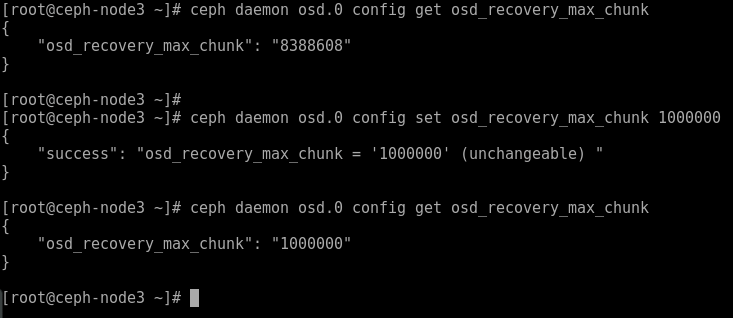 [root@ceph-node3 ~]# ceph daemon osd.0 config get osd_recovery_max_chunk
{
    "osd_recovery_max_chunk": "8388608"
}
[root@ceph-node3 ~]#
[root@ceph-node3 ~]# ceph daemon osd.0 config set osd_recovery_max_chunk 1000000
{
    "success": "osd_recovery_max_chunk = '1000000' (unchangeable) "
}
[root@ceph-node3 ~]# ceph daemon osd.0 config get osd_recovery_max_chunk
{
    "osd_recovery_max_chunk": "1000000"
}
[root@ceph-node3 ~]#